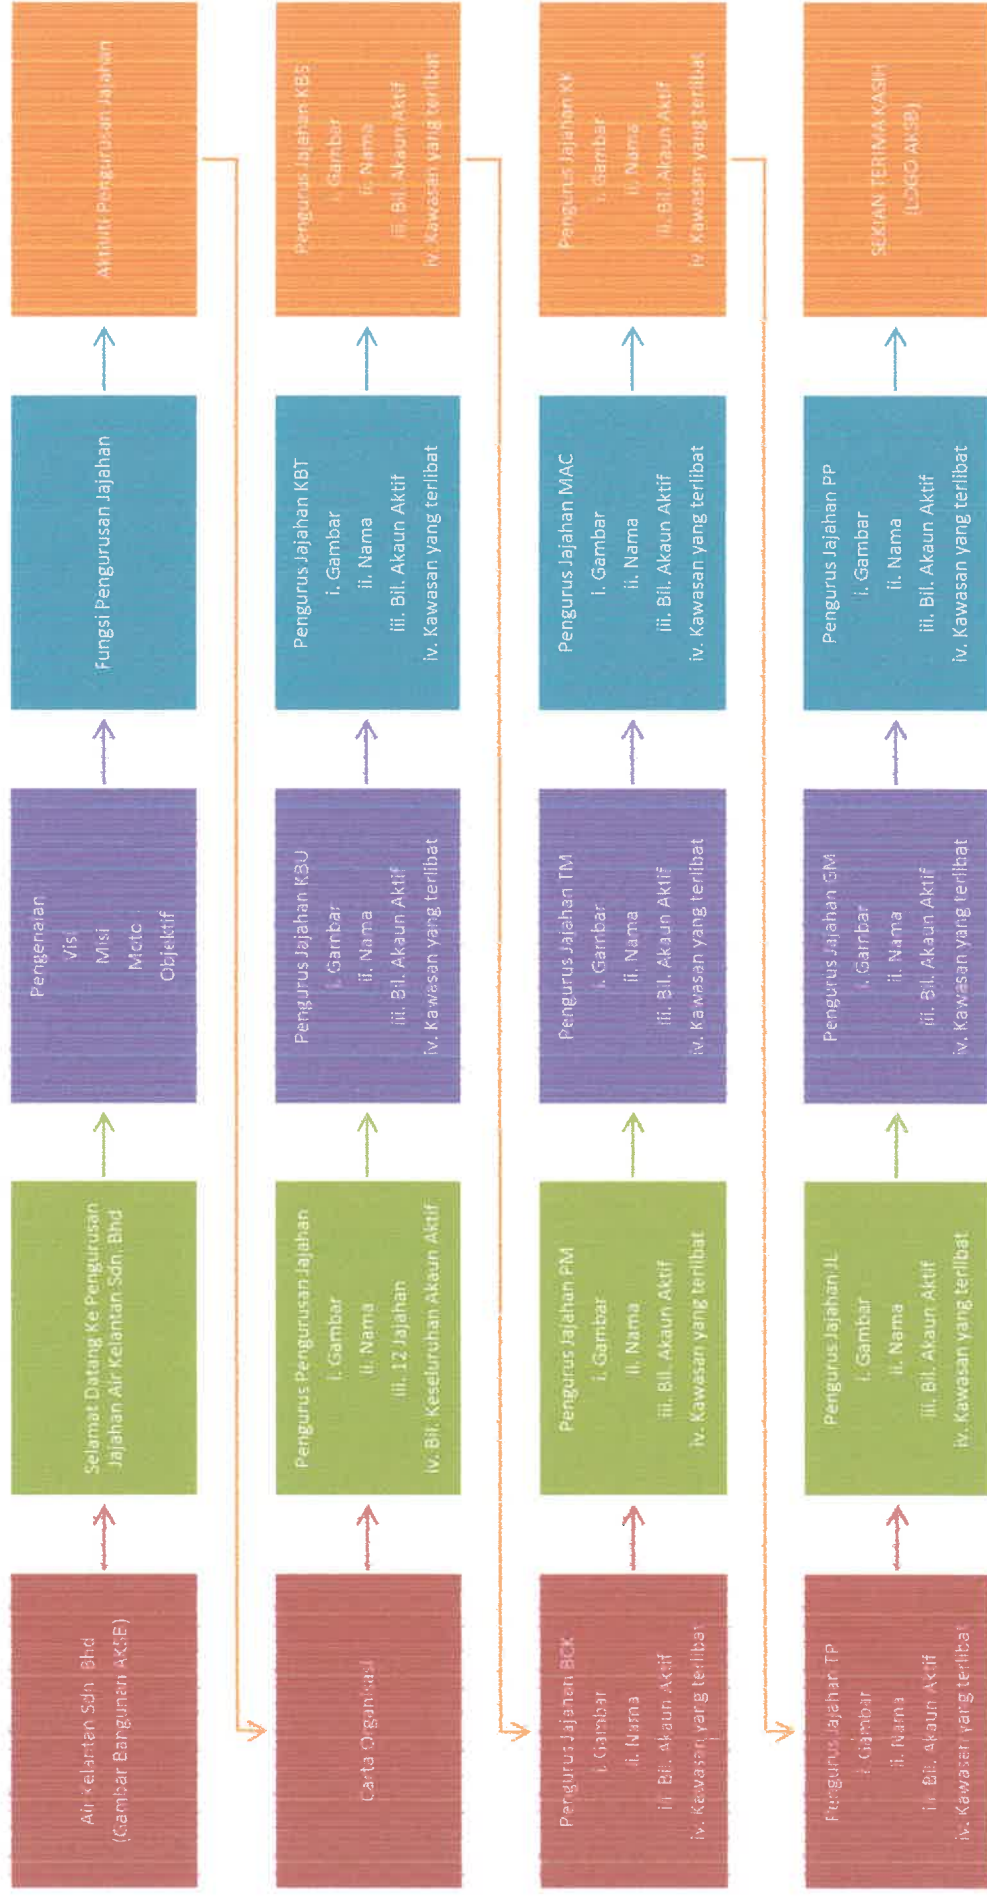 Air Kelantan Sdn Bhd
(Gambar Bangunan AKSB)
Selamat Datang Ke Pengurusan
Jajahan Air Kelantan Sdn. Bhd
Pengenalan
Visi
Misi
Moto
Objektif
Fungsi Pengurusan Jajahan
Aktiviti Pengurusan Jajahan
Carta Organisasi
Pengurus Pengurusan Jajahan
i. Gambar
ii. Nama
iii. 12 Jajahan
iv. Bil. Keseluruhan Akaun Aktif
Pengurus Jajahan KBU
i. Gambar
ii. Nama
iii. Bil. Akaun Aktif
iv. Kawasan yang terlibat
Pengurus Jajahan KBT
i. Gambar
ii. Nama
iii. Bil. Akaun Aktif
iv. Kawasan yang terlibat
Pengurus Jajahan KBS
i. Gambar
ii. Nama
iii. Bil. Akaun Aktif
iv. Kawasan yang terlibat
Pengurus Jajahan BCK
i. Gambar
ii. Nama
iii. Bil. Akaun Aktif
iv. Kawasan yang terlibat
Pengurus Jajahan PM
i. Gambar
ii. Nama
iii. Bil. Akaun Aktif
iv. Kawasan yang terlibat
Pengurus Jajahan TM
i. Gambar
ii. Nama
iii. Bil. Akaun Aktif
iv. Kawasan yang terlibat
Pengurus Jajahan MAC
i. Gambar
ii. Nama
iii. Bil. Akaun Aktif
iv. Kawasan yang terlibat
Pengurus Jajahan KK
i. Gambar
ii. Nama
iii. Bil. Akaun Aktif
iv. Kawasan yang terlibat
Pengurus Jajahan TP
i. Gambar
ii. Nama
iii. Bil. Akaun Aktif
iv. Kawasan yang terlibat
Pengurus Jajahan JL
i. Gambar
ii. Nama
iii. Bil. Akaun Aktif
iv. Kawasan yang terlibat
Pengurus Jajahan GM
i. Gambar
ii. Nama
iii. Bil. Akaun Aktif
iv. Kawasan yang terlibat
Pengurus Jajahan PP
i. Gambar
ii. Nama
iii. Bil. Akaun Aktif
iv. Kawasan yang terlibat
SEKIAN TERIMA KASIH
(LOGO AKSB)